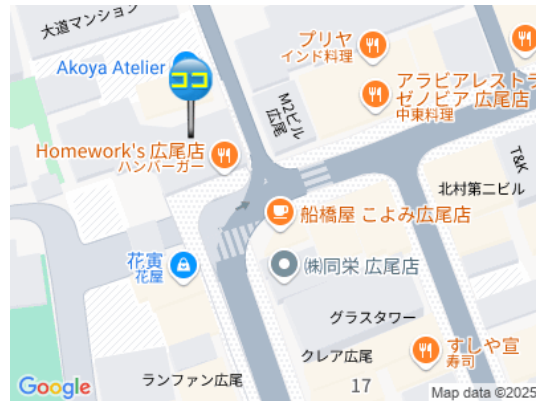 大道マンション
プリヤ
インド料理
Akoya Atelier
ココ
アラビアレストラ
ゼノビア 広尾店
中東料理
M2ビル
広尾
Homework's 広尾店
ハンバーガー
T&K
北村第二ビル
船橋屋 こよみ広尾店
花寅
花屋
㈱同栄 広尾店
グラスタワー
クレア広尾
すしや宣
寿司
ランファン広尾
17
Google
Map data ©2025